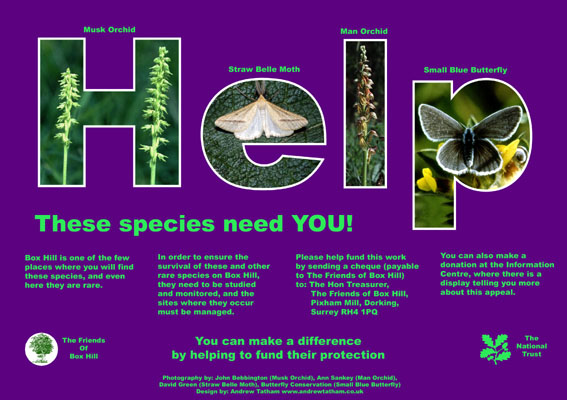 Musk Orchid
Man Orchid
Straw Belle Moth
Small Blue Butterfly
Help
These species need YOU!
Box Hill is one of the few
places where you will find
these species, and even
here they are rare.
In order to ensure the
survival of these and other
rare species on Box Hill,
they need to be studied
and monitored, and the
sites where they occur
must be managed.
Please help fund this work
by sending a cheque (payable
to The Friends of Box Hill)
to: The Hon Treasurer,
The Friends of Box Hill,
Pixham Mill, Dorking,
Surrey RH4 1PQ
You can also make a
donation at the Information
Centre, where there is a
display telling you more
about this appeal.
The Friends
Of
Box Hill
You can make a difference
by helping to fund their protection
The
National
Trust
Photography by: John Bebbington (Musk Orchid), Ann Sankey (Man Orchid),
David Green (Straw Belle Moth), Butterfly Conservation (Small Blue Butterfly)
Design by: Andrew Tatham www.andrewtatham.co.uk